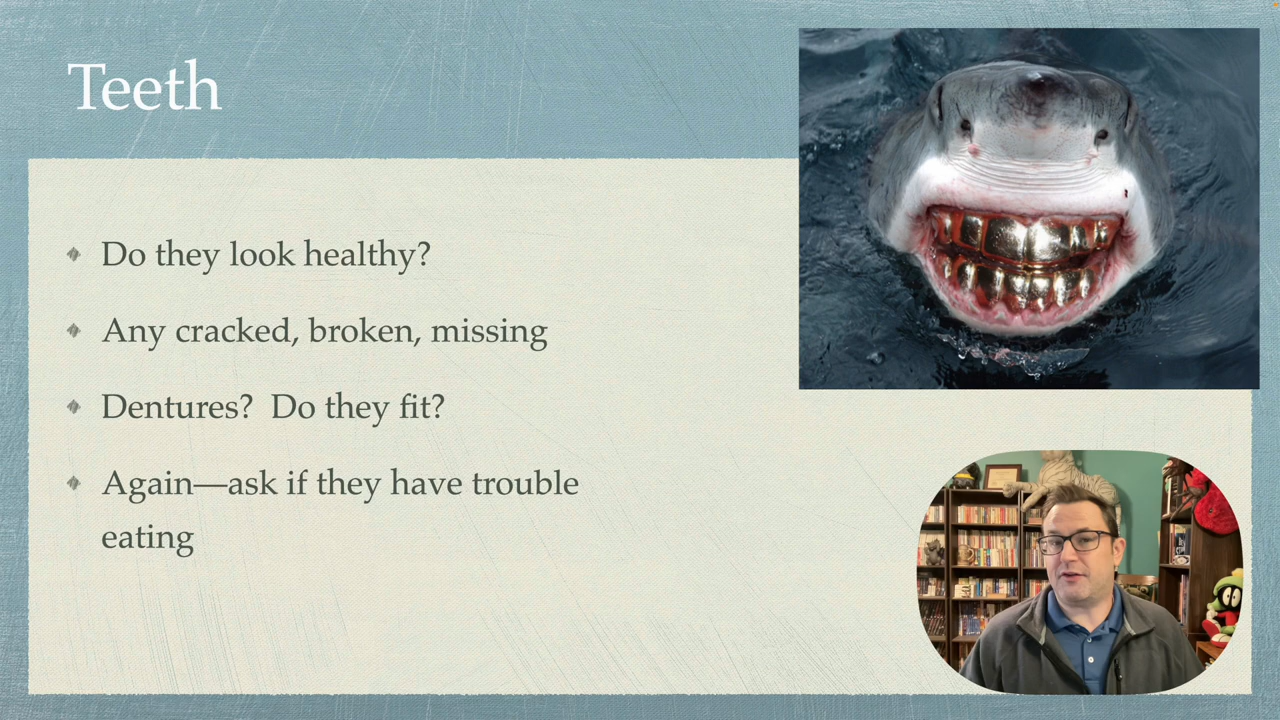 Teeth
Do they look healthy?
Any cracked, broken, missing
Dentures?  Do they fit?
Again—ask if they have trouble
eating